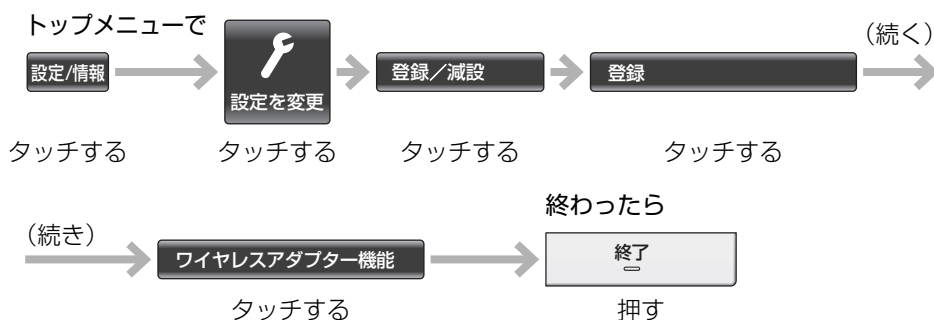 トップメニューで
設定/情報
設定を変更
登録／減設
登録
（続く）
タッチする
タッチする
タッチする
タッチする
（続き）
ワイヤレスアダプター機能
終わったら
終了
タッチする
押す